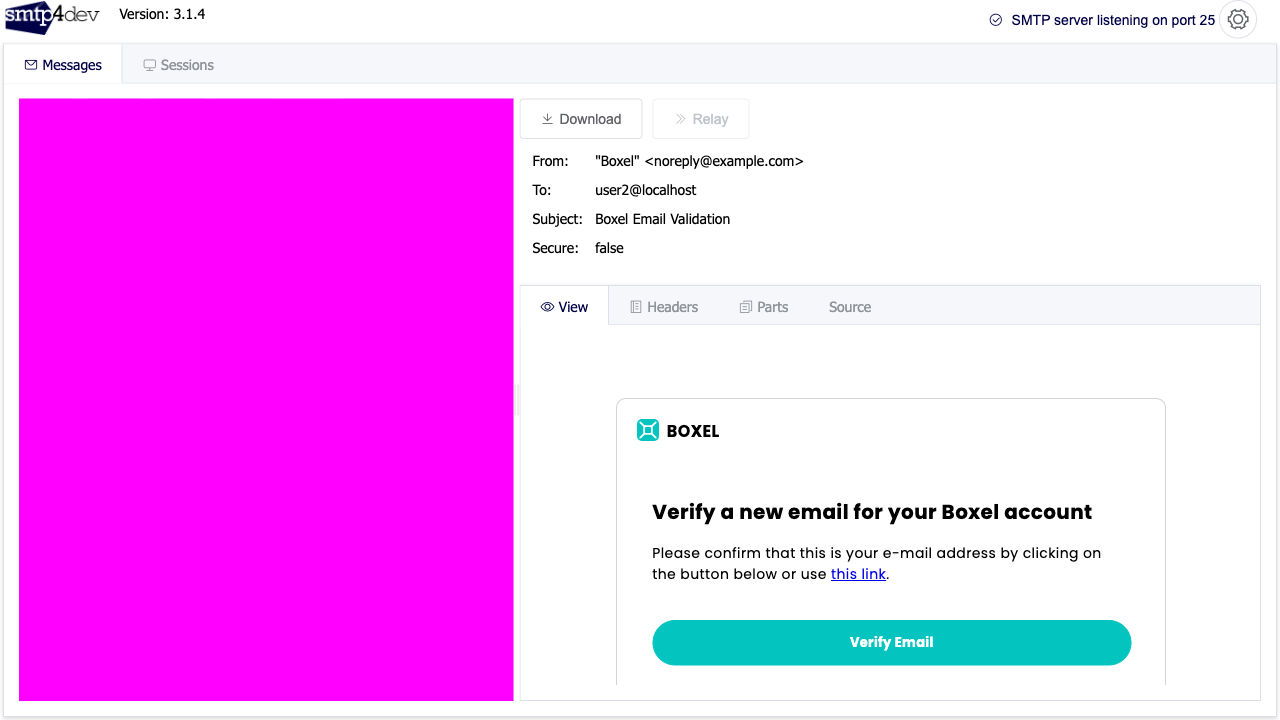 smtp4dev
Version: 3.1.4
SMTP server listening on port 25
Messages
Sessions
Download
Relay
From: "Boxel" <noreply@example.com>
To: user2@localhost
Subject: Boxel Email Validation
Secure: false
View
Headers
Parts
Source
BOXEL
Verify a new email for your Boxel account
Please confirm that this is your e-mail address by clicking on
the button below or use this link.
Verify Email